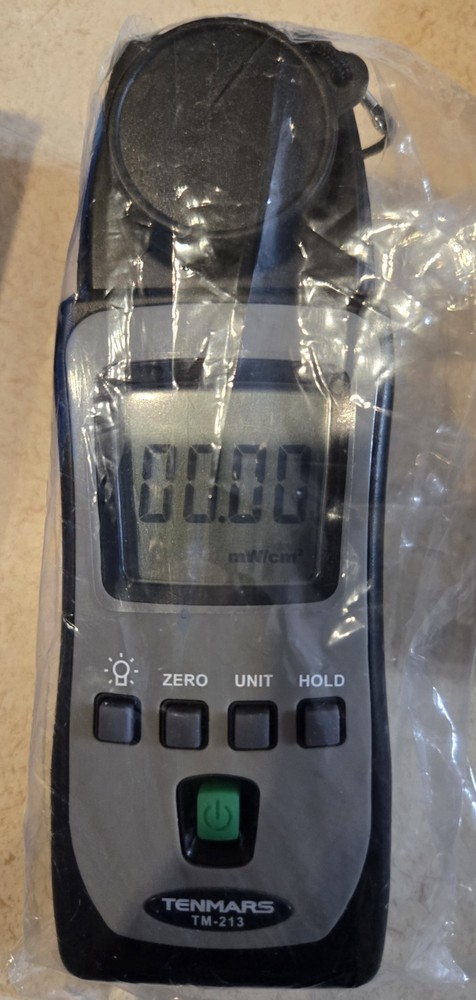 00.00
mW/cm²
ZERO UNIT HOLD
TENMARS
TM-213